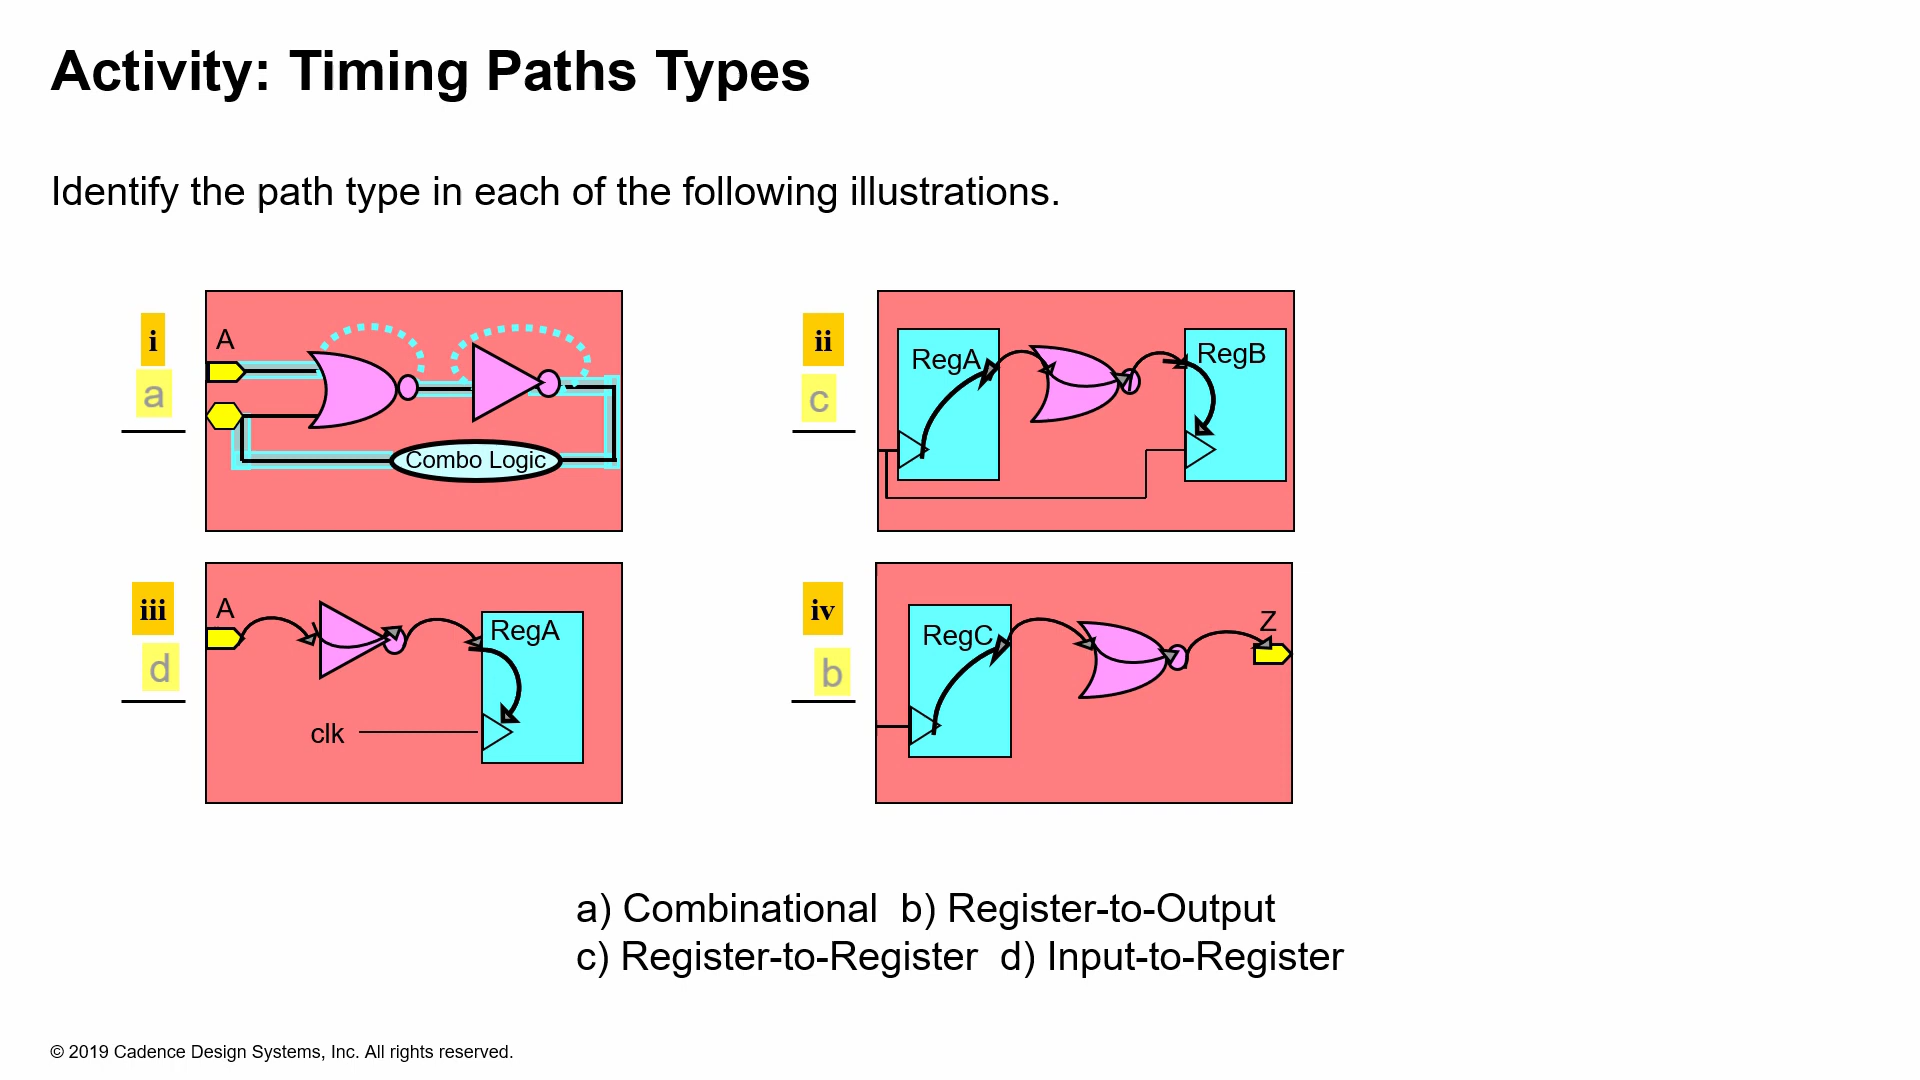 Activity: Timing Paths Types
Identify the path type in each of the following illustrations.
i
a
A
Combo Logic
ii
c
RegA
RegB
iii
d
A
RegA
clk
iv
b
RegC
Z
a) Combinational b) Register-to-Output
c) Register-to-Register d) Input-to-Register
© 2019 Cadence Design Systems, Inc. All rights reserved.